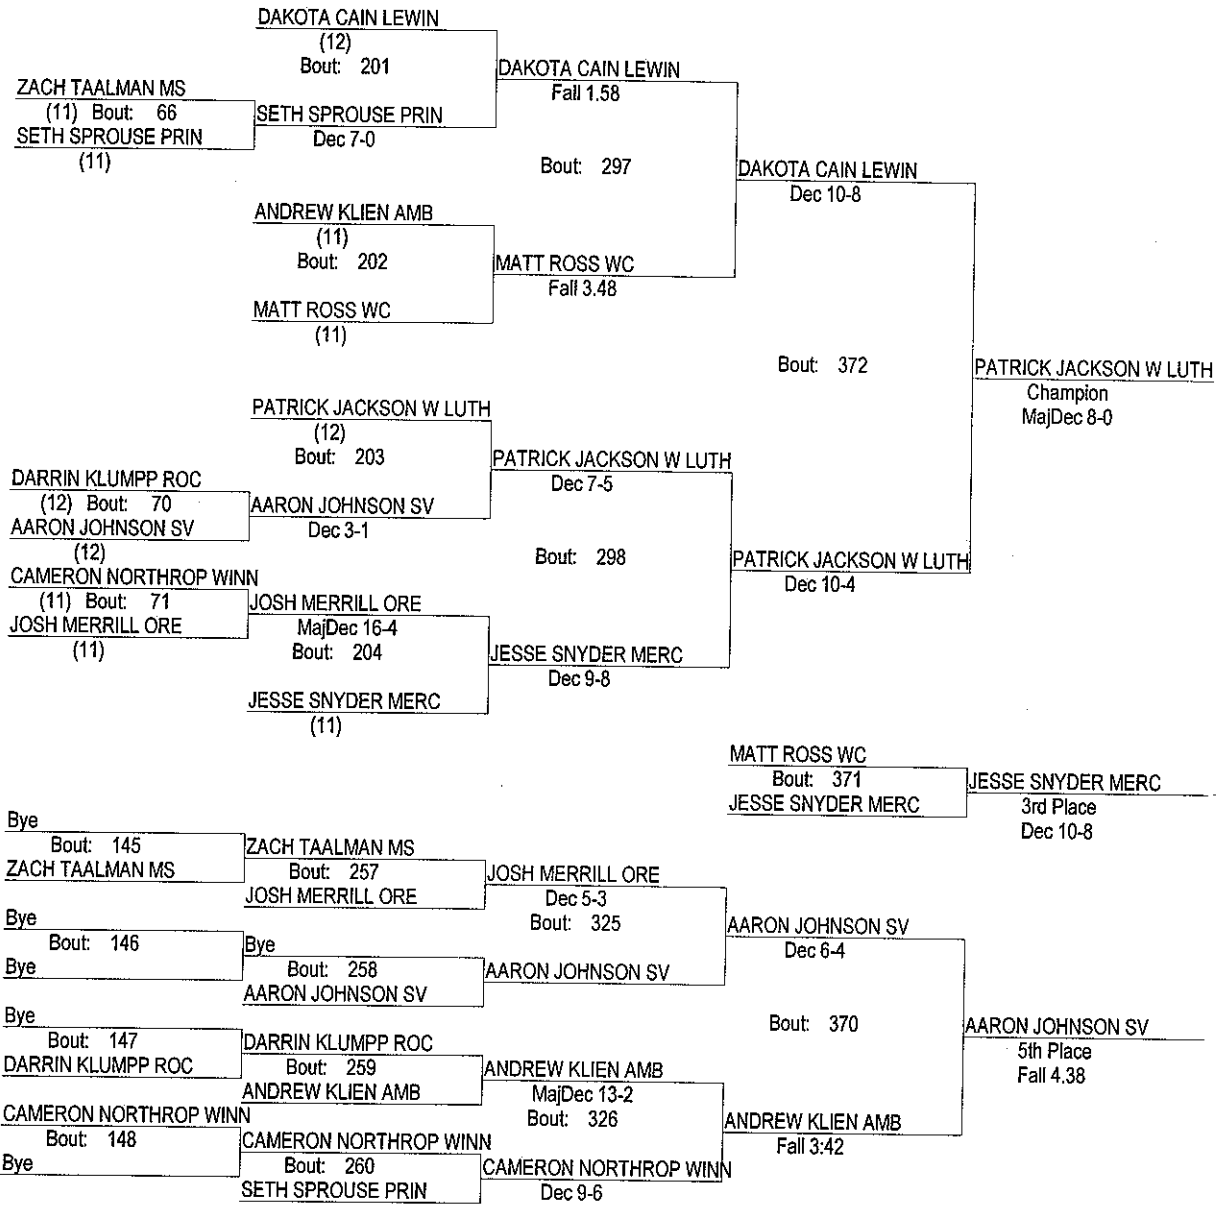 DAKOTA CAIN LEWIN
(12)
Bout: 201
DAKOTA CAIN LEWIN
Fall 1.58
ZACH TAALMAN MS
(11) Bout: 66
SETH SPROUSE PRIN
(11)
SETH SPROUSE PRIN
Dec 7-0
Bout: 297
DAKOTA CAIN LEWIN
Dec 10-8
ANDREW KLIEN AMB
(11)
Bout: 202
MATT ROSS WC
Fall 3.48
MATT ROSS WC
(11)
Bout: 372
PATRICK JACKSON W LUTH
Champion
MajDec 8-0
PATRICK JACKSON W LUTH
(12)
Bout: 203
PATRICK JACKSON W LUTH
Dec 7-5
DARRIN KLUMPP ROC
(12) Bout: 70
AARON JOHNSON SV
(12)
AARON JOHNSON SV
Dec 3-1
Bout: 298
PATRICK JACKSON W LUTH
Dec 10-4
CAMERON NORTHROP WINN
(11) Bout: 71
JOSH MERRILL ORE
(11)
JOSH MERRILL ORE
MajDec 16-4
Bout: 204
JESSE SNYDER MERC
Dec 9-8
JESSE SNYDER MERC
(11)
MATT ROSS WC
Bout: 371
JESSE SNYDER MERC
JESSE SNYDER MERC
3rd Place
Dec 10-8
Bye
Bout: 145
ZACH TAALMAN MS
ZACH TAALMAN MS
Bout: 257
JOSH MERRILL ORE
JOSH MERRILL ORE
Dec 5-3
Bout: 325
Bye
Bout: 146
Bye
Bye
Bout: 258
AARON JOHNSON SV
AARON JOHNSON SV
AARON JOHNSON SV
Dec 6-4
Bye
Bout: 147
DARRIN KLUMPP ROC
DARRIN KLUMPP ROC
Bout: 259
ANDREW KLIEN AMB
ANDREW KLIEN AMB
MajDec 13-2
Bout: 326
Bout: 370
AARON JOHNSON SV
5th Place
Fall 4.38
CAMERON NORTHROP WINN
Bout: 148
Bye
CAMERON NORTHROP WINN
Bout: 260
SETH SPROUSE PRIN
CAMERON NORTHROP WINN
Dec 9-6
ANDREW KLIEN AMB
Fall 3:42